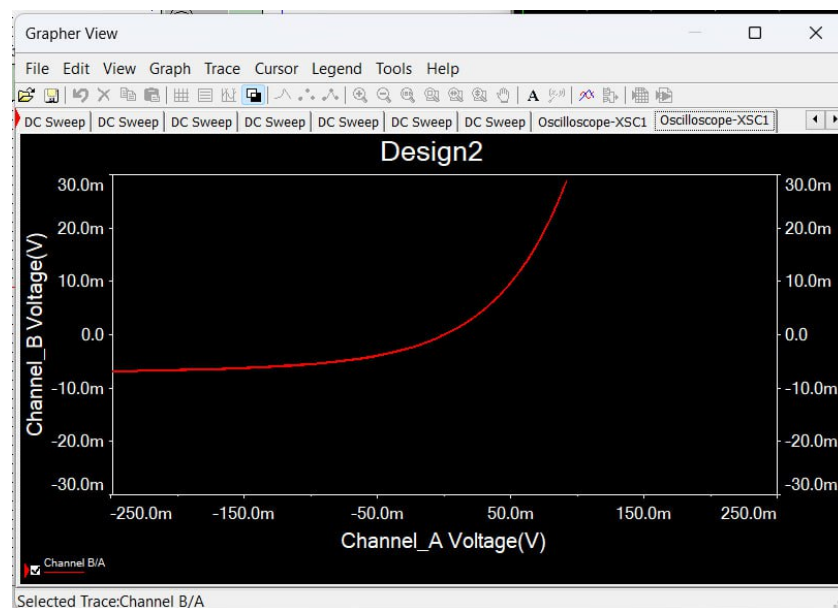 Grapher View
File Edit View Graph Trace Cursor Legend Tools Help
A
DC Sweep DC Sweep DC Sweep DC Sweep DC Sweep DC Sweep DC Sweep Oscilloscope-XSC1 Oscilloscope-XSC1
Design2
30.0m 30.0m
20.0m 20.0m
10.0m 10.0m
0.0 0.0
-10.0m -10.0m
-20.0m -20.0m
-30.0m -30.0m
Channel_B Voltage(V)
-250.0m -150.0m -50.0m 50.0m 150.0m 250.0m
Channel_A Voltage(V)
Channel B/A
Selected Trace:Channel B/A